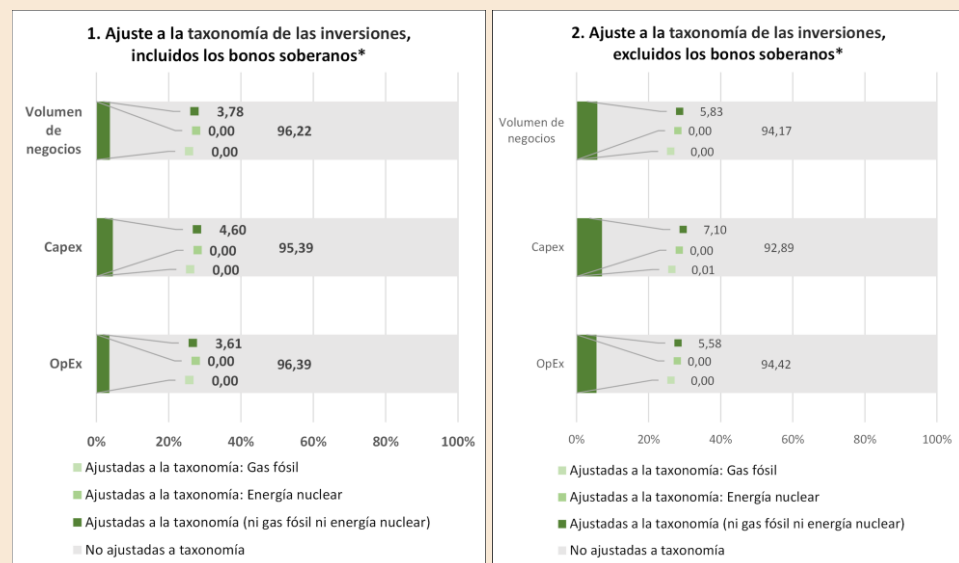 1. Ajuste a la taxonomía de las inversiones,
incluidos los bonos soberanos*
Volumen
de
negocios
3,78
0,00
96,22
0,00
Capex
4,60
0,00
95,39
0,00
OpEx
3,61
0,00
96,39
0,00
0% 20% 40% 60% 80% 100%
Ajustadas a la taxonomía: Gas fósil
Ajustadas a la taxonomía: Energía nuclear
Ajustadas a la taxonomía (ni gas fósil ni energía nuclear)
No ajustadas a taxonomía
2. Ajuste a la taxonomía de las inversiones,
excluidos los bonos soberanos*
Volumen de
negocios
5,83
0,00
94,17
0,00
Capex
7,10
0,00
92,89
0,01
OpEx
5,58
0,00
94,42
0,00
0% 20% 40% 60% 80% 100%
Ajustadas a la taxonomía: Gas fósil
Ajustadas a la taxonomía: Energía nuclear
Ajustadas a la taxonomía (ni gas fósil ni energía nuclear)
No ajustadas a taxonomía